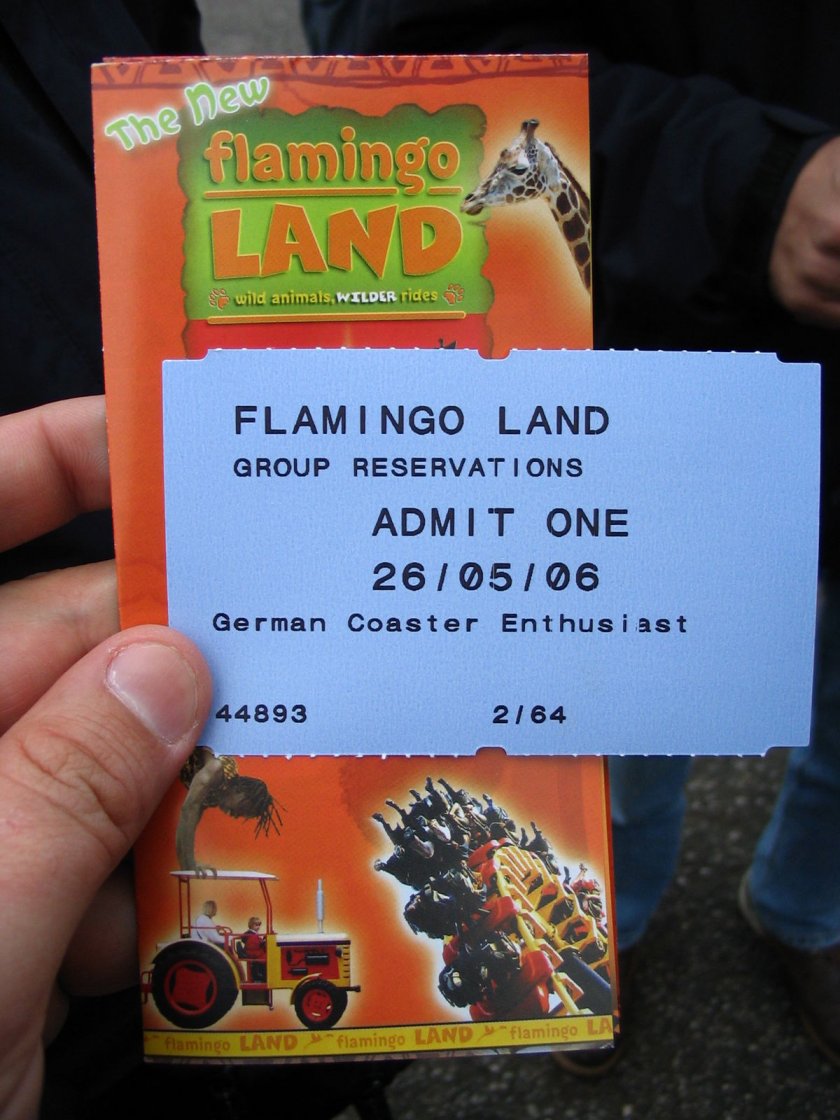 The New
flamingo
LAND
wild animals, WILDER rides
FLAMINGO LAND
GROUP RESERVATIONS
ADMIT ONE
26/05/06
German Coaster Enthusiast
44893 2/64
flamingo LAND flamingo LAND flamingo LA